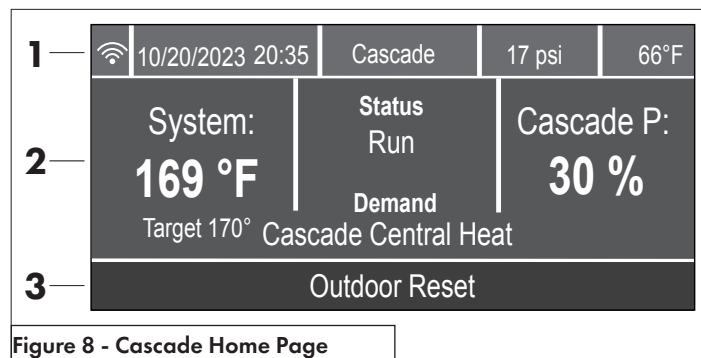 1
10/20/2023 20:35 Cascade 17 psi 66°F
2
System:
169 °F
Target 170°
Status
Run
Demand
Cascade Central Heat
Cascade P:
30 %
3
Outdoor Reset
Figure 8 - Cascade Home Page